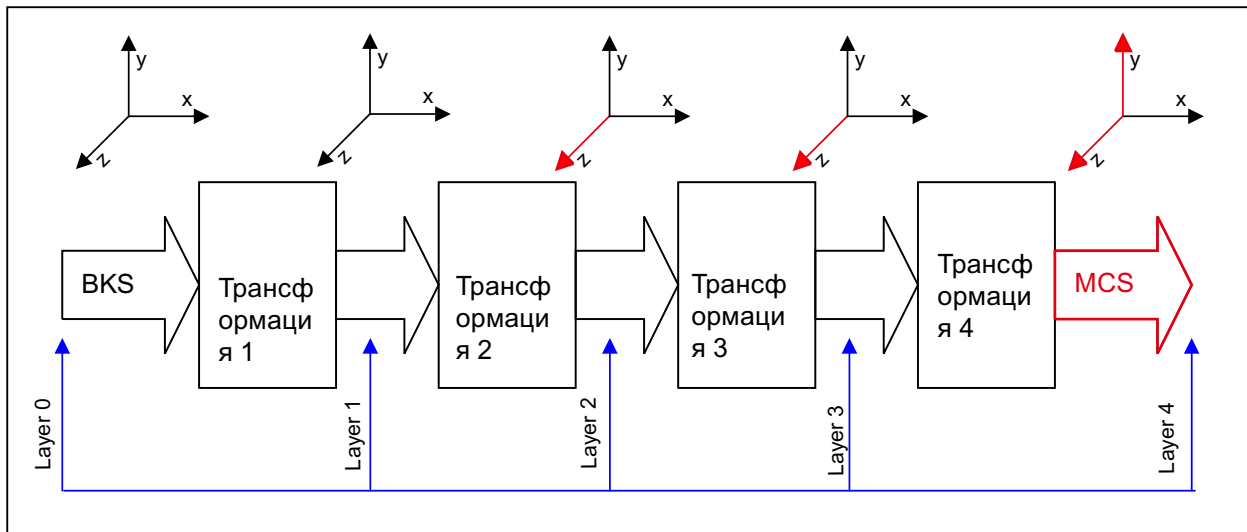 y
x
z
y
x
z
y
x
z
y
x
z
y
x
z
BKS
Трансф
ормаци
я 1
Трансф
ормаци
я 2
Трансф
ормаци
я 3
Трансф
ормаци
я 4
MCS
Layer 0
Layer 1
Layer 2
Layer 3
Layer 4